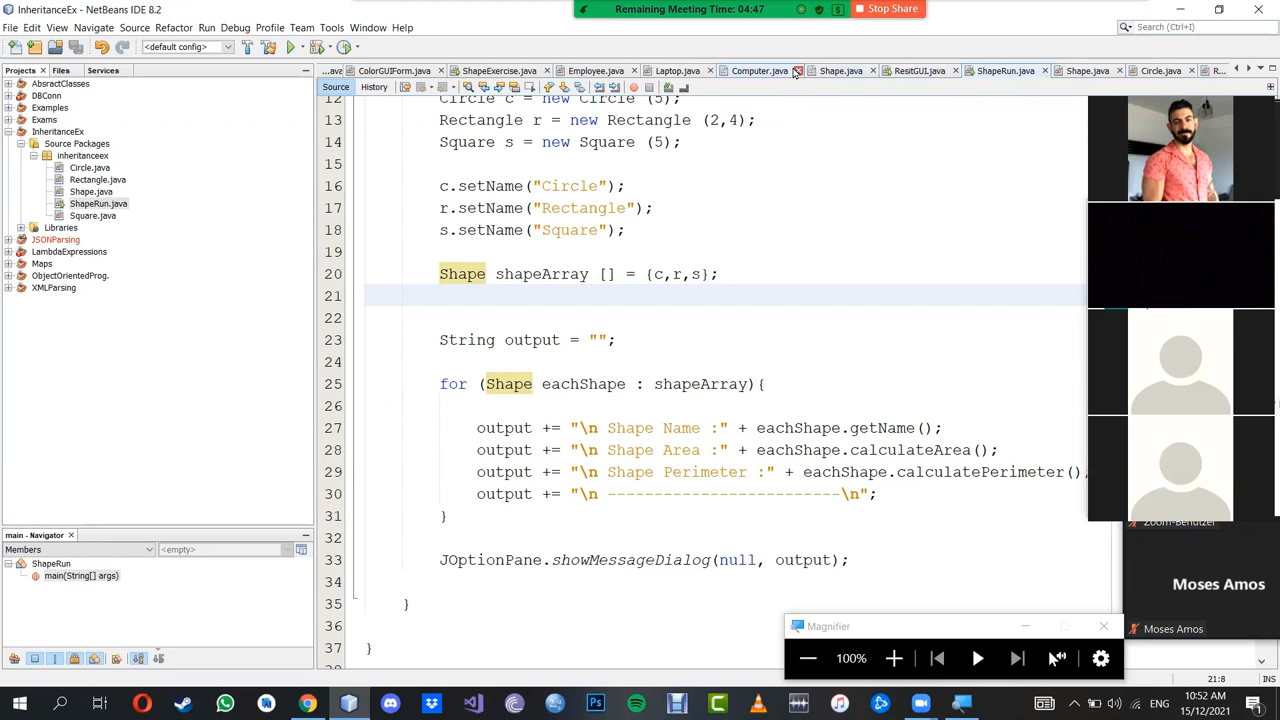 InheritanceEx - NetBeans IDE 8.2
Remaining Meeting Time: 04:47
Stop Share
File Edit View Navigate Source Refactor Run Debug Profile Team Tools Window Help
Search (Ctrl+I)
<default config>
Projects Files Services
...ava ColorGUIForm.java ShapeExercise.java Employee.java Laptop.java Computer.java Shape.java ResitGUI.java ShapeRun.java Shape.java Circle.java R...
Source History
AbstractClasses
DBConn
Examples
Exams
InheritanceEx
Source Packages
inheritanceex
Circle.java
Rectangle.java
Shape.java
ShapeRun.java
Square.java
Libraries
JSONParsing
LambdaExpressions
Maps
ObjectOrientedProg.
XMLParsing
12 Circle c = new Circle (5);
13 Rectangle r = new Rectangle (2,4);
14 Square s = new Square (5);
15
16 c.setName("Circle");
17 r.setName("Rectangle");
18 s.setName("Square");
19
20 Shape shapeArray [] = {c,r,s};
21
22
23 String output = "";
24
25 for (Shape eachShape : shapeArray){
26
27 output += "\n Shape Name :" + eachShape.getName();
28 output += "\n Shape Area :" + eachShape.calculateArea();
29 output += "\n Shape Perimeter :" + eachShape.calculatePerimeter()
30 output += "\n -------------------------\n";
31 }
32
33 JOptionPane.showMessageDialog(null, output);
34
35 }
36
37 }
main - Navigator
Members <empty>
ShapeRun
main(String[] args)
Zoom-Benutzer
Moses Amos
Moses Amos
Magnifier
100%
21:8 INS
ENG
10:52 AM
15/12/2021